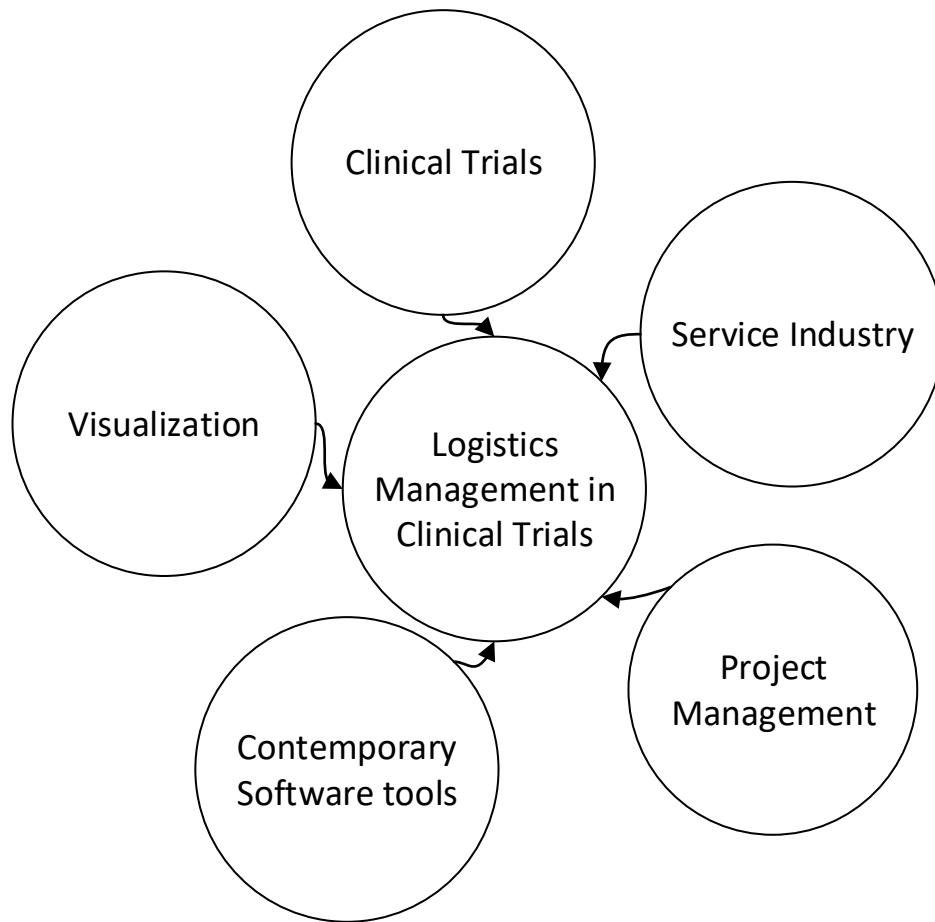 Clinical Trials
Service Industry
Visualization
Logistics
Management in
Clinical Trials
Project
Management
Contemporary
Software tools